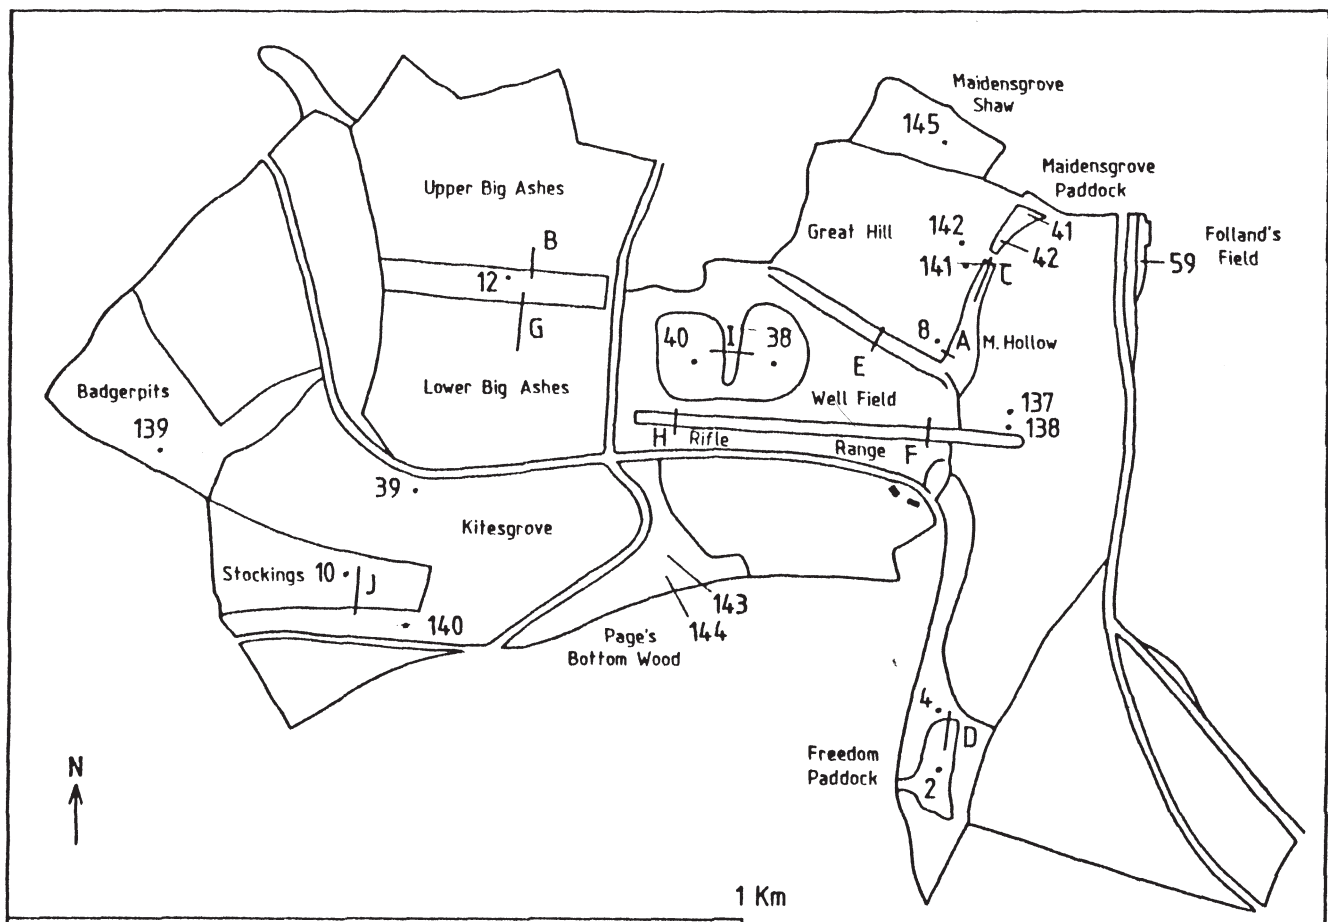 Maidensgrove
Shaw
145
Maidensgrove
Paddock
Upper Big Ashes
B
12
G
Great Hill
142
141
41
42
C
Folland's
Field
59
40
I
38
8
A
M. Hollow
E
Badgerpits
139
Lower Big Ashes
Well Field
137
138
H
Rifle
Range
F
39
Kitesgrove
Stockings
10
J
140
143
144
Page's
Bottom Wood
4
D
Freedom
Paddock
2
N
1 Km